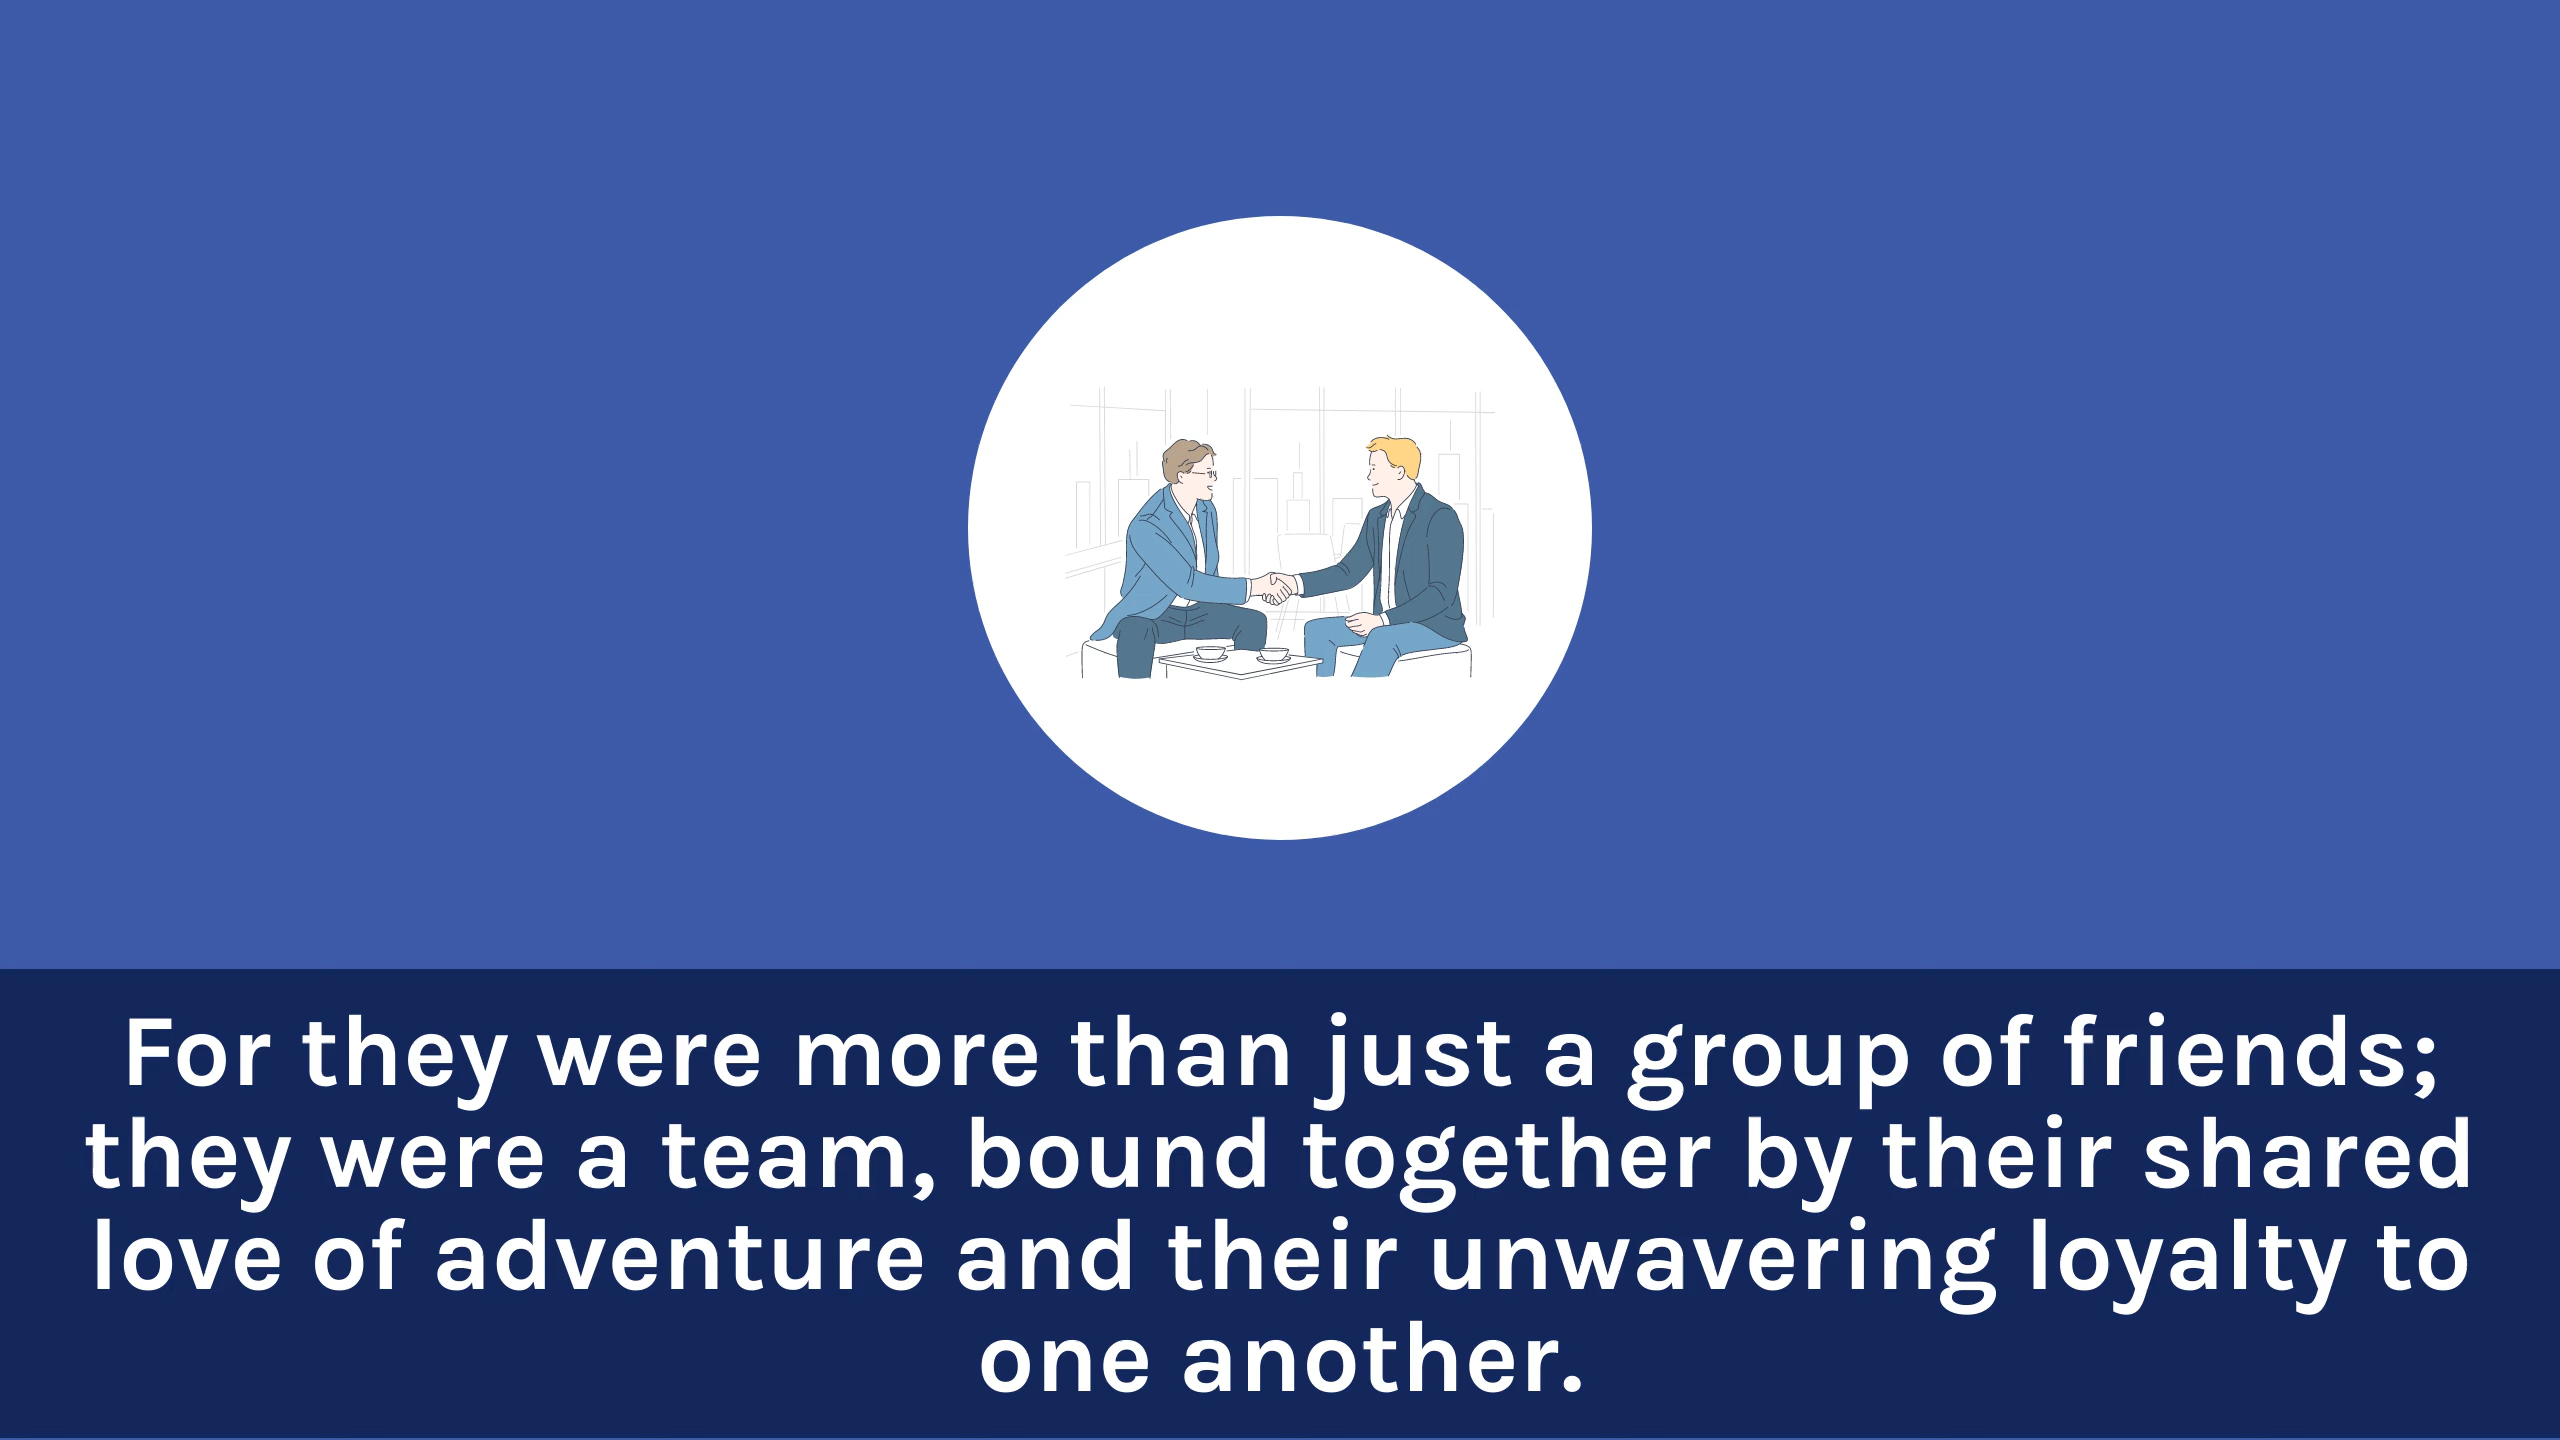 For they were more than just a group of friends;
they were a team, bound together by their shared
love of adventure and their unwavering loyalty to
one another.